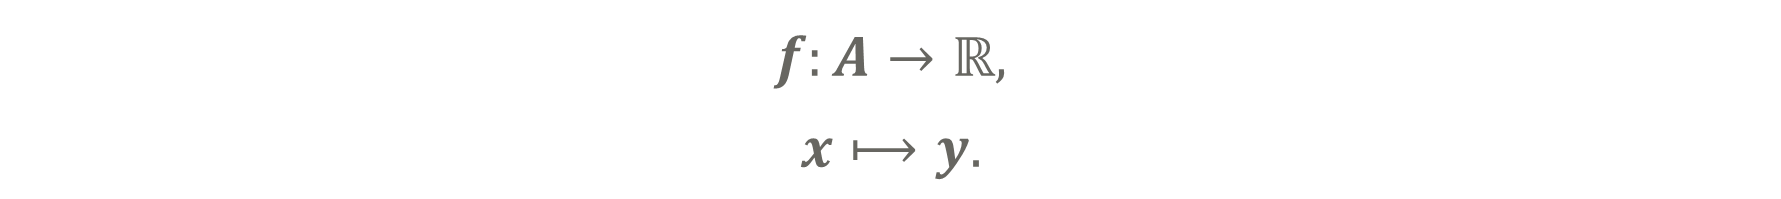 f: A → ℝ,
x ⟼ y.